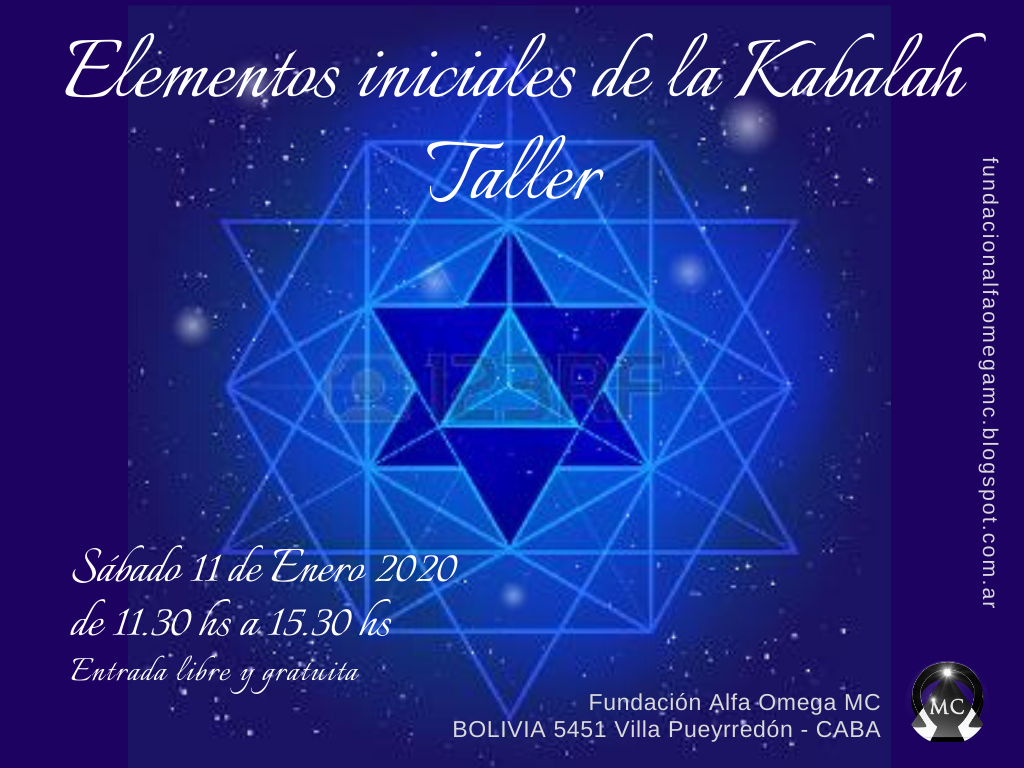 Elementos iniciales de la Kabalah
Taller
fundacionalfaomegamc.blogspot.com.ar
123RF
Sábado 11 de Enero 2020
de 11.30 hs a 15.30 hs
Entrada libre y gratuita
Fundación Alfa Omega MC
BOLIVIA 5451 Villa Pueyrredón - CABA
MC